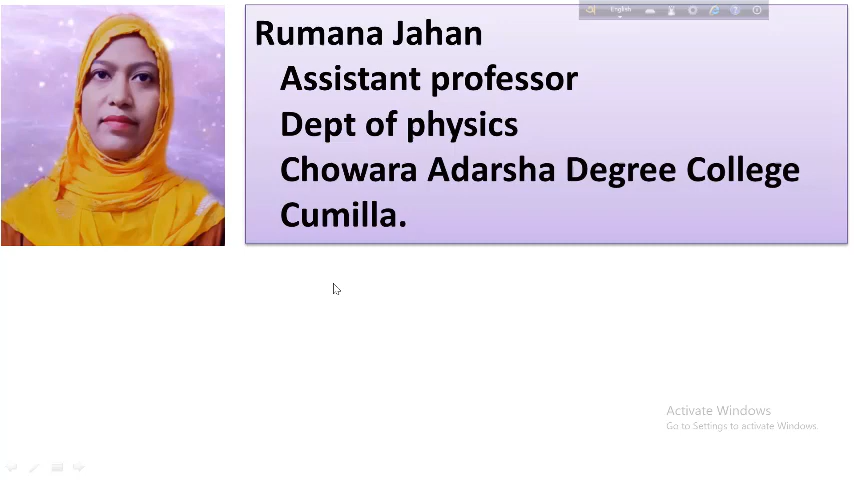 English
Rumana Jahan
Assistant professor
Dept of physics
Chowara Adarsha Degree College
Cumilla.
Activate Windows
Go to Settings to activate Windows.